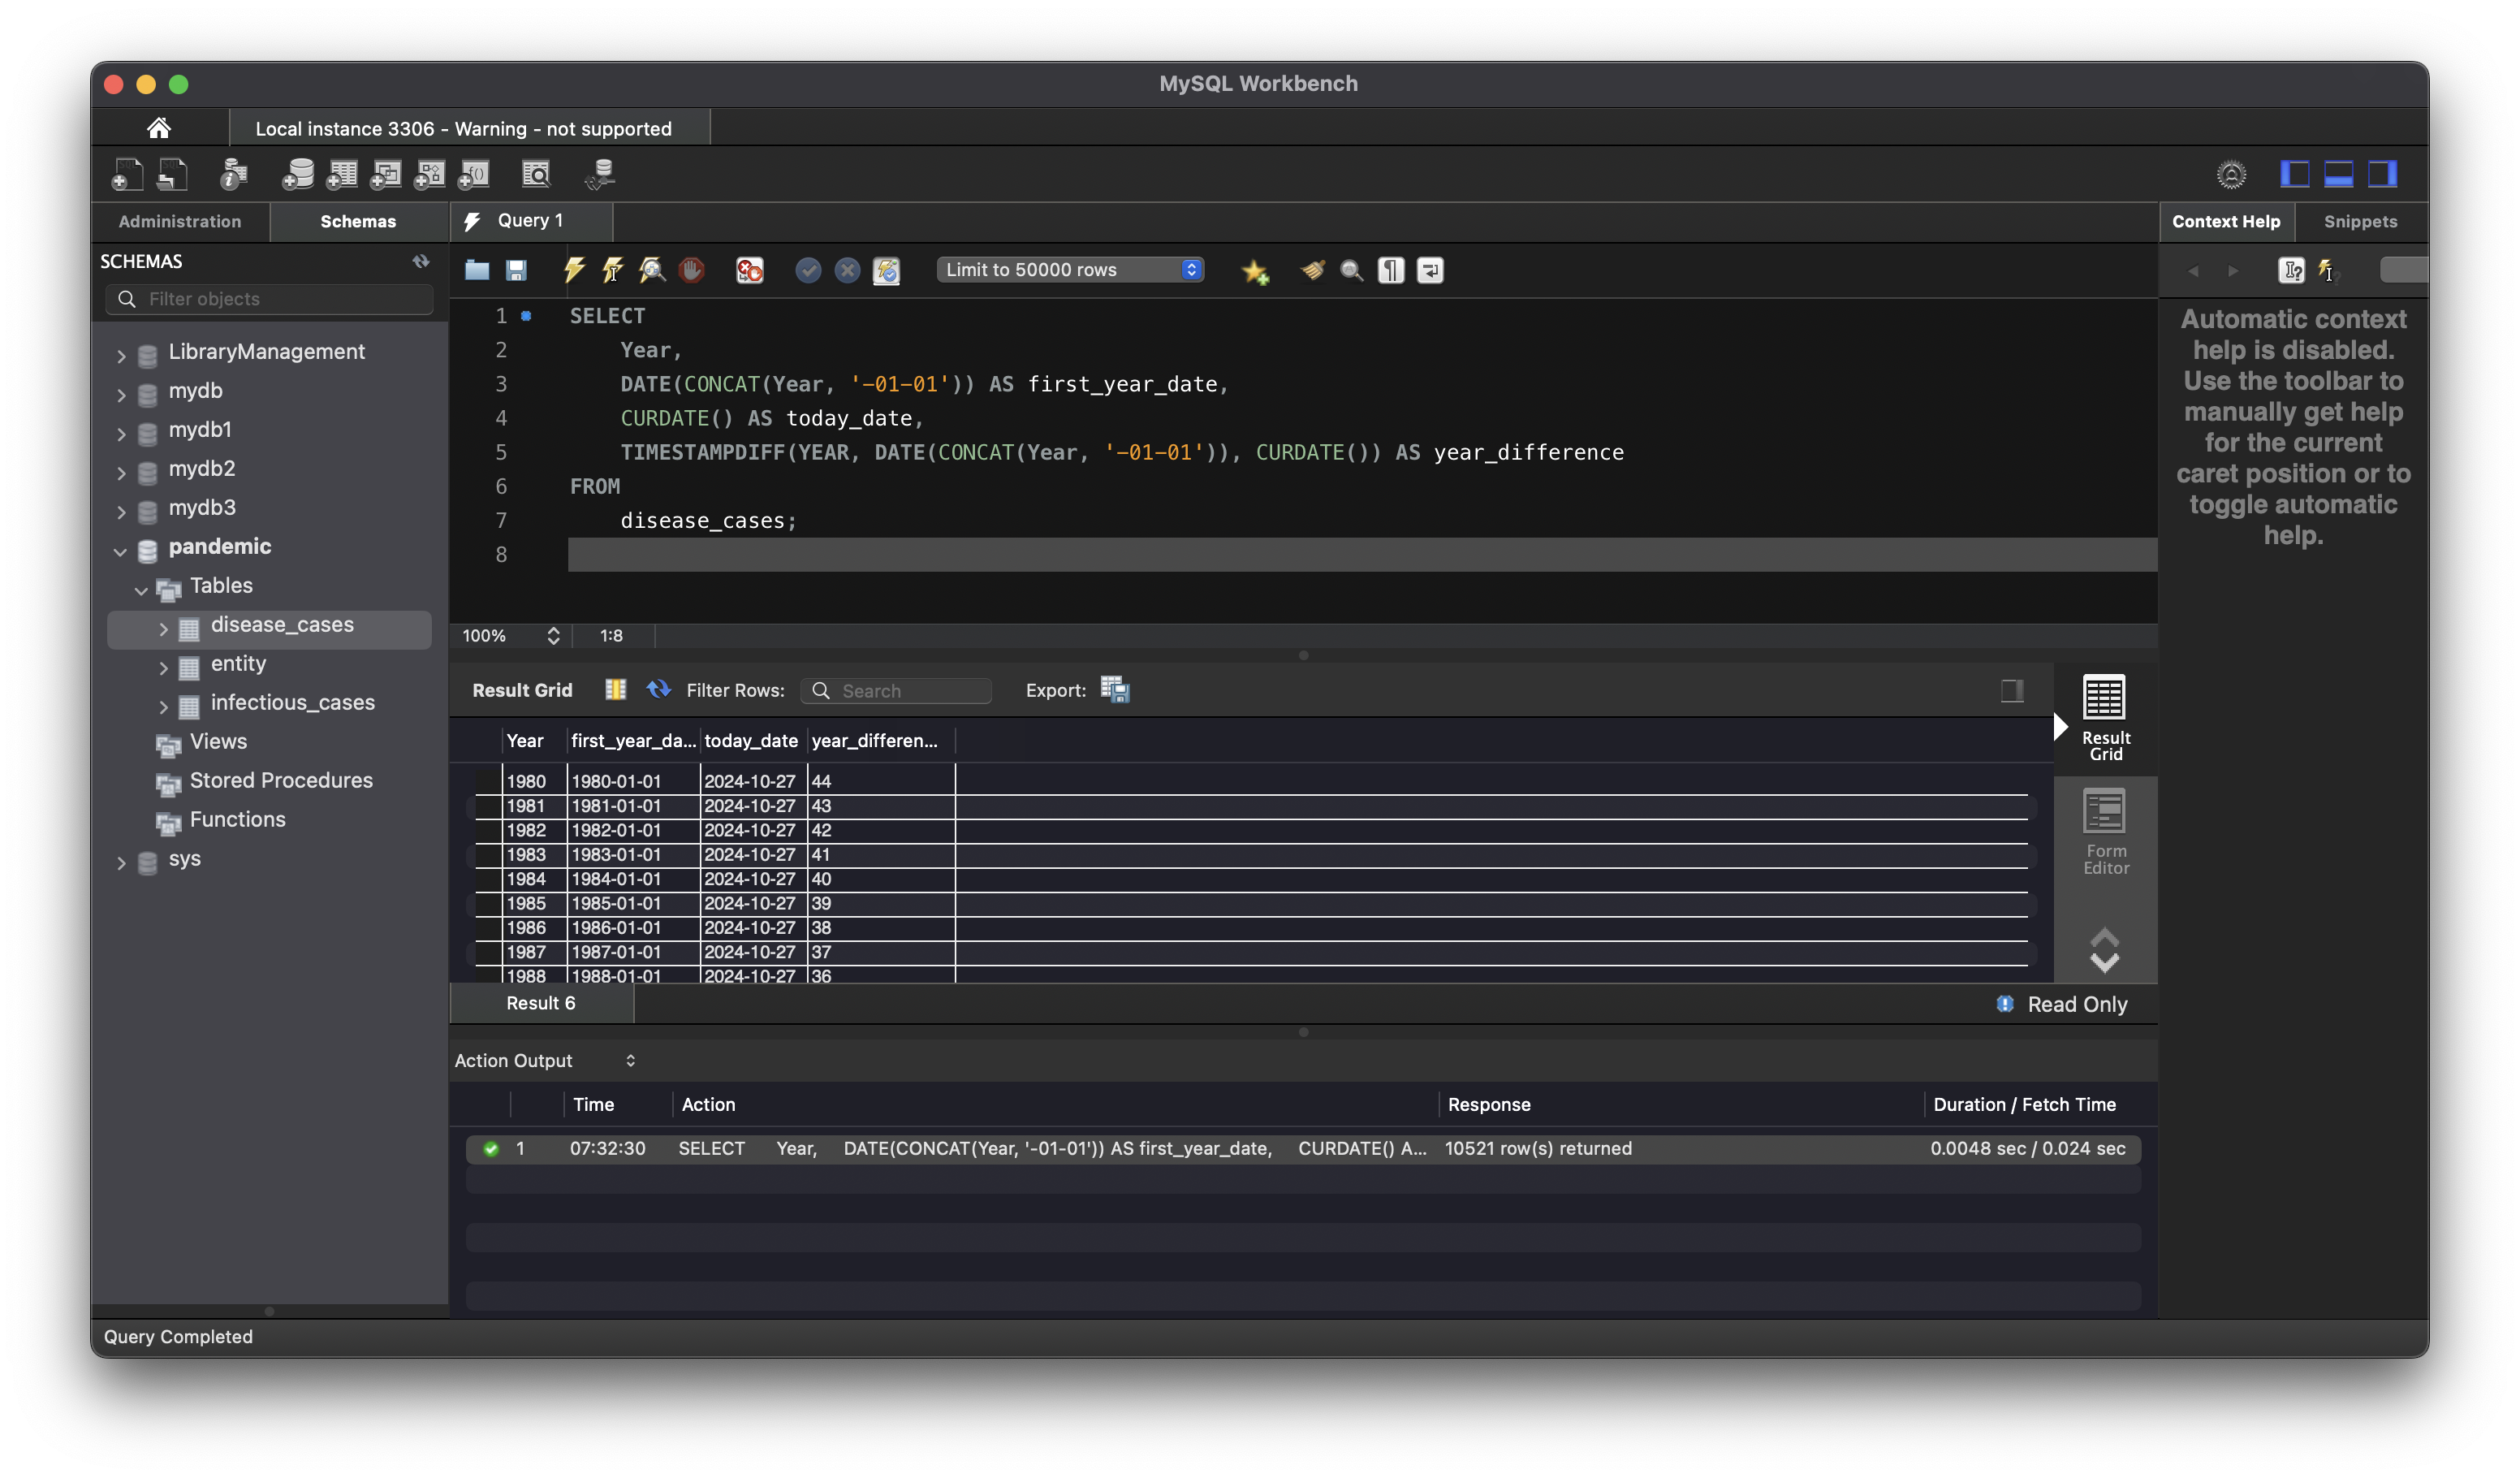 MySQL Workbench
Local instance 3306 - Warning - not supported
Administration
Schemas
Query 1
Context Help
Snippets
SCHEMAS
Filter objects
LibraryManagement
mydb
mydb1
mydb2
mydb3
pandemic
Tables
disease_cases
entity
infectious_cases
Views
Stored Procedures
Functions
sys
Limit to 50000 rows
1 SELECT
2 Year,
3 DATE(CONCAT(Year, '-01-01')) AS first_year_date,
4 CURDATE() AS today_date,
5 TIMESTAMPDIFF(YEAR, DATE(CONCAT(Year, '-01-01')), CURDATE()) AS year_difference
6 FROM
7 disease_cases;
8
100% 1:8
Automatic context
help is disabled.
Use the toolbar to
manually get help
for the current
caret position or to
toggle automatic
help.
Result Grid Filter Rows: Search Export:
Year first_year_da... today_date year_differen...
1980 1980-01-01 2024-10-27 44
1981 1981-01-01 2024-10-27 43
1982 1982-01-01 2024-10-27 42
1983 1983-01-01 2024-10-27 41
1984 1984-01-01 2024-10-27 40
1985 1985-01-01 2024-10-27 39
1986 1986-01-01 2024-10-27 38
1987 1987-01-01 2024-10-27 37
1988 1988-01-01 2024-10-27 36
Result
Grid
Form
Editor
Result 6
Read Only
Action Output
Time Action Response Duration / Fetch Time
1 07:32:30 SELECT Year, DATE(CONCAT(Year, '-01-01')) AS first_year_date, CURDATE() A... 10521 row(s) returned 0.0048 sec / 0.024 sec
Query Completed